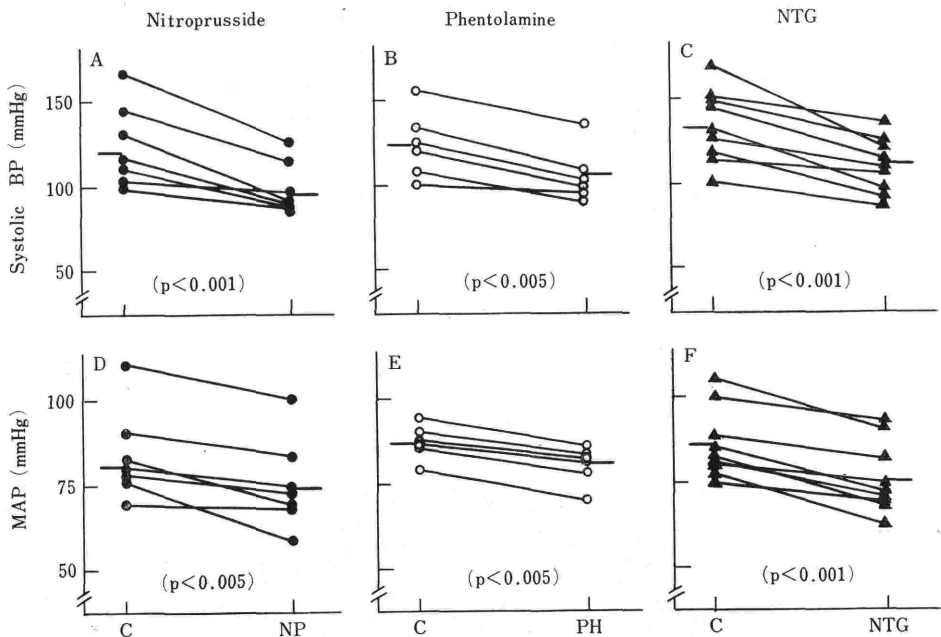 Nitroprusside Phentolamine NTG
A B C
Systolic BP (mmHg)
150
100
50
(p<0.001) (p<0.005) (p<0.001)
D E F
MAP (mmHg)
100
75
50
(p<0.005) (p<0.005) (p<0.001)
C NP C PH C NTG